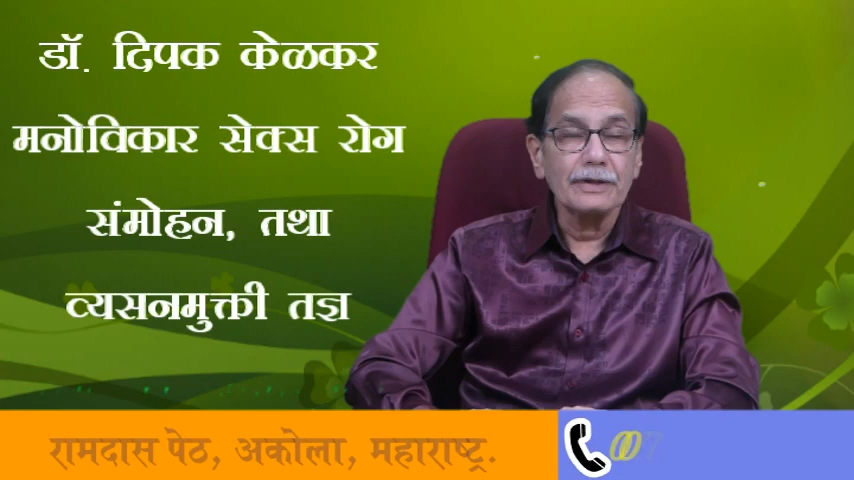 डॉ. दिपक केळकर
मनोविकार सेक्स रोग
संमोहन, तथा
व्यसनमुक्ती तज्ञ
रामदास पेठ, अकोला, महाराष्ट्र.